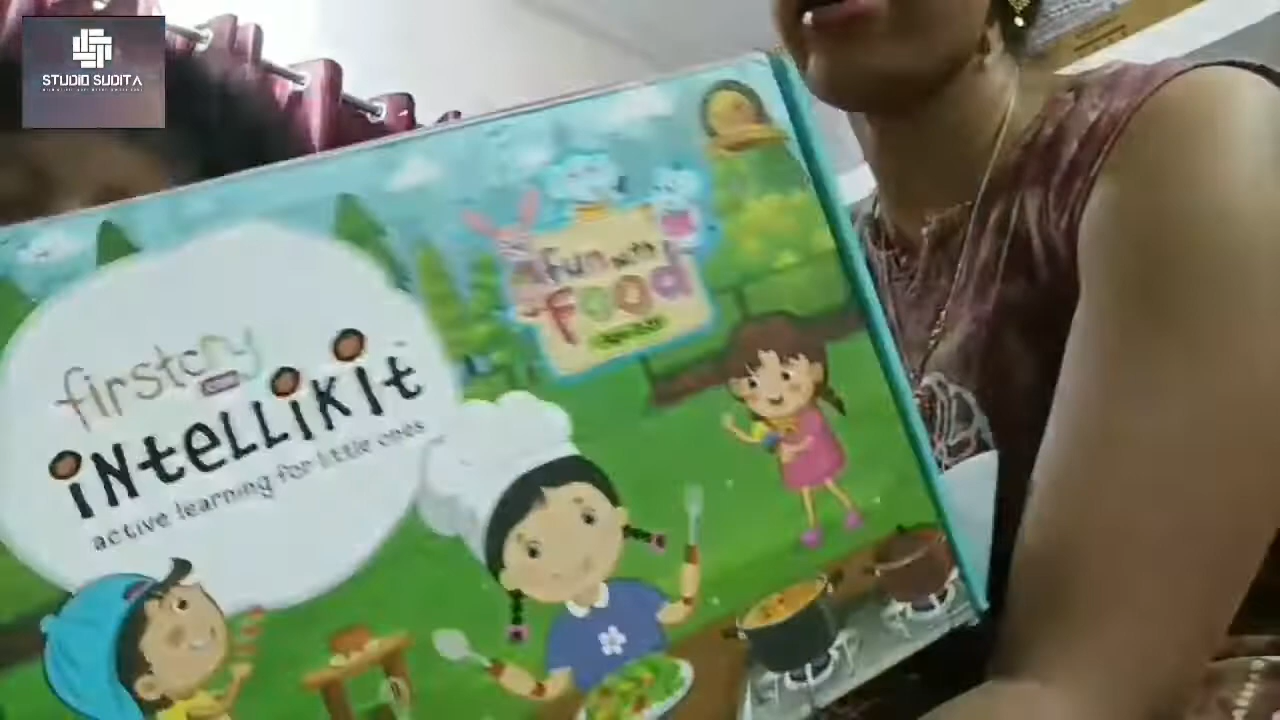 STUDIO SUDITA
fun with
food
firstcry
intellikit
active learning for little ones